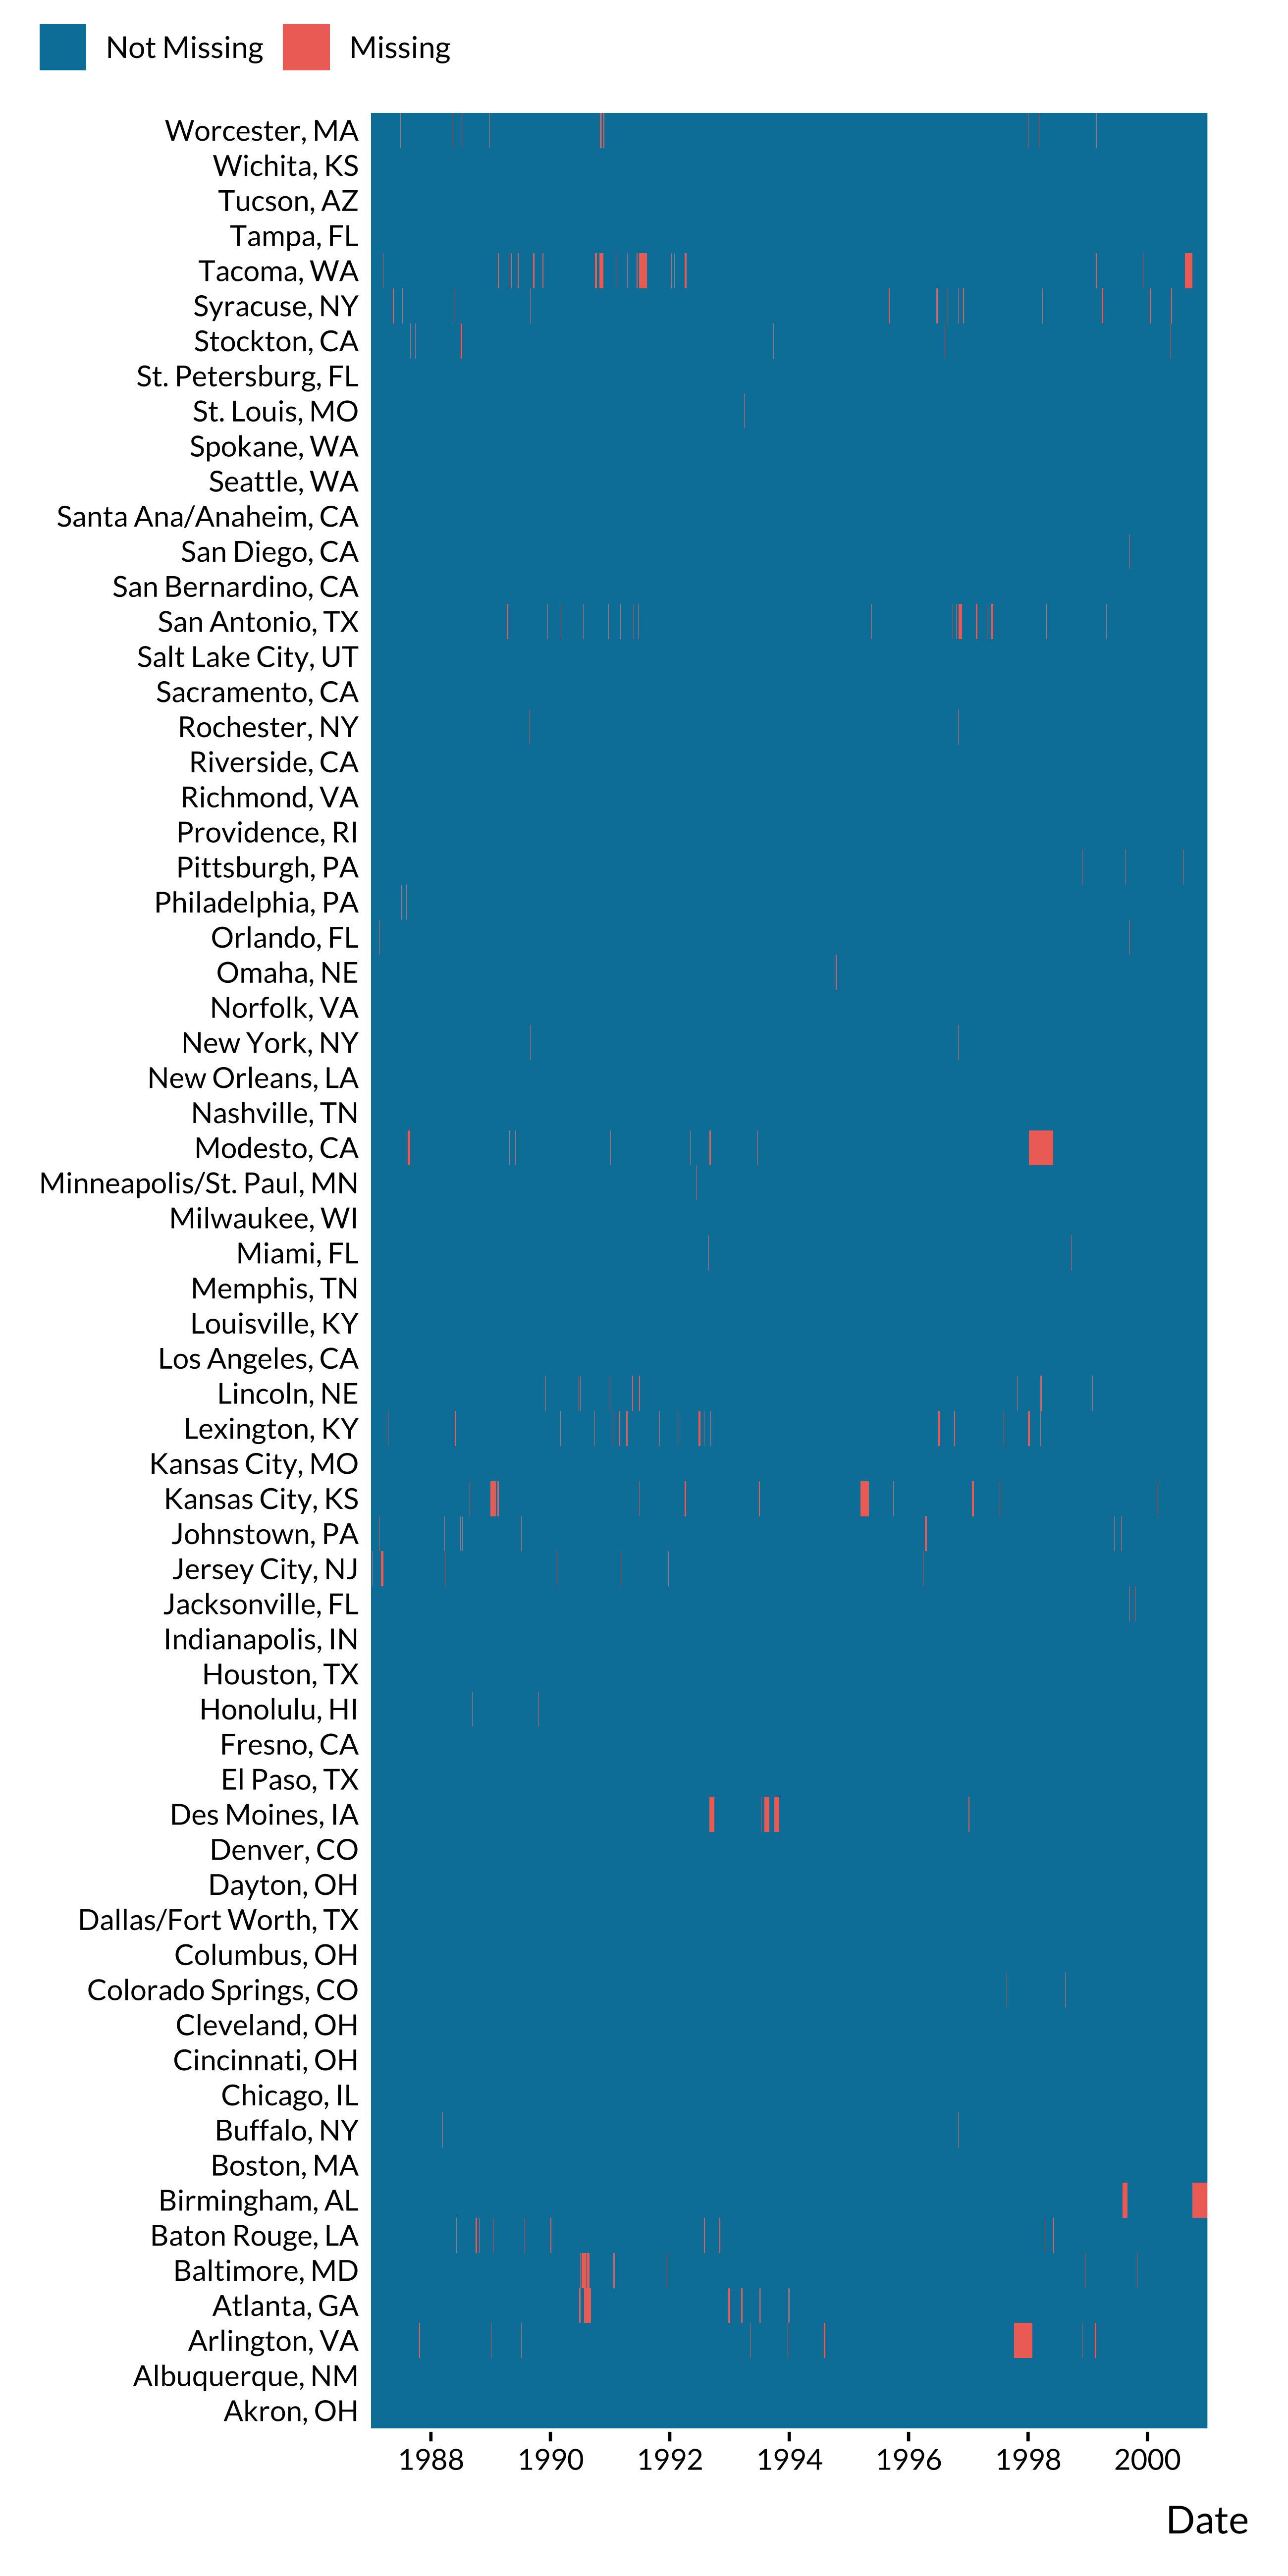 Not Missing Missing
Worcester, MA
Wichita, KS
Tucson, AZ
Tampa, FL
Tacoma, WA
Syracuse, NY
Stockton, CA
St. Petersburg, FL
St. Louis, MO
Spokane, WA
Seattle, WA
Santa Ana/Anaheim, CA
San Diego, CA
San Bernardino, CA
San Antonio, TX
Salt Lake City, UT
Sacramento, CA
Rochester, NY
Riverside, CA
Richmond, VA
Providence, RI
Pittsburgh, PA
Philadelphia, PA
Orlando, FL
Omaha, NE
Norfolk, VA
New York, NY
New Orleans, LA
Nashville, TN
Modesto, CA
Minneapolis/St. Paul, MN
Milwaukee, WI
Miami, FL
Memphis, TN
Louisville, KY
Los Angeles, CA
Lincoln, NE
Lexington, KY
Kansas City, MO
Kansas City, KS
Johnstown, PA
Jersey City, NJ
Jacksonville, FL
Indianapolis, IN
Houston, TX
Honolulu, HI
Fresno, CA
El Paso, TX
Des Moines, IA
Denver, CO
Dayton, OH
Dallas/Fort Worth, TX
Columbus, OH
Colorado Springs, CO
Cleveland, OH
Cincinnati, OH
Chicago, IL
Buffalo, NY
Boston, MA
Birmingham, AL
Baton Rouge, LA
Baltimore, MD
Atlanta, GA
Arlington, VA
Albuquerque, NM
Akron, OH
1988 1990 1992 1994 1996 1998 2000
Date